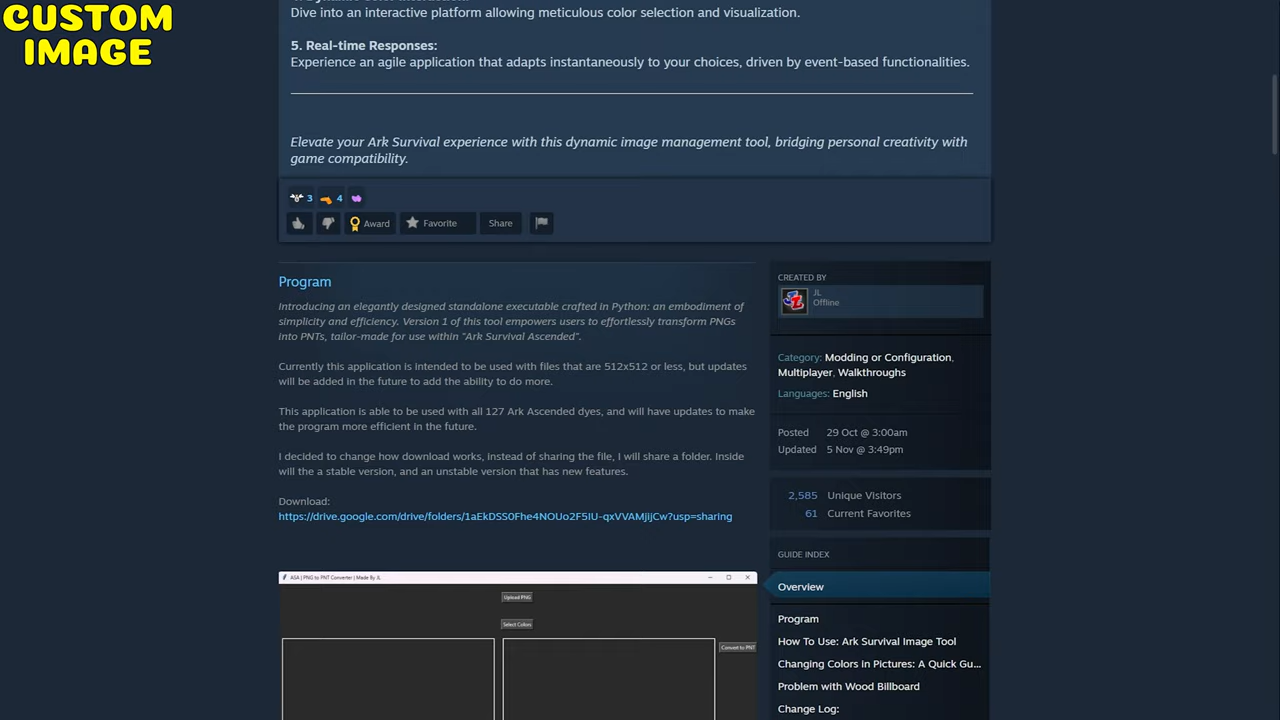 CUSTOM
IMAGE
Dive into an interactive platform allowing meticulous color selection and visualization.
5. Real-time Responses:
Experience an agile application that adapts instantaneously to your choices, driven by event-based functionalities.
Elevate your Ark Survival experience with this dynamic image management tool, bridging personal creativity with
game compatibility.
3 4
Award Favorite Share
Program
Introducing an elegantly designed standalone executable crafted in Python: an embodiment of
simplicity and efficiency. Version 1 of this tool empowers users to effortlessly transform PNGs
into PNTs, tailor-made for use within "Ark Survival Ascended".
Currently this application is intended to be used with files that are 512x512 or less, but updates
will be added in the future to add the ability to do more.
This application is able to be used with all 127 Ark Ascended dyes, and will have updates to make
the program more efficient in the future.
I decided to change how download works, instead of sharing the file, I will share a folder. Inside
will the a stable version, and an unstable version that has new features.
Download:
https://drive.google.com/drive/folders/1aEkDSS0Fhe4NOUo2F5IU-qxVVAMJijCw?usp=sharing
ASA | PNG to PNT Converter | Made By JL
Upload PNG
Select Colors
Convert to PNT
CREATED BY
JL
Offline
Category: Modding or Configuration,
Multiplayer, Walkthroughs
Languages: English
Posted 29 Oct @ 3:00am
Updated 5 Nov @ 3:49pm
2,585 Unique Visitors
61 Current Favorites
GUIDE INDEX
Overview
Program
How To Use: Ark Survival Image Tool
Changing Colors in Pictures: A Quick Gu...
Problem with Wood Billboard
Change Log: